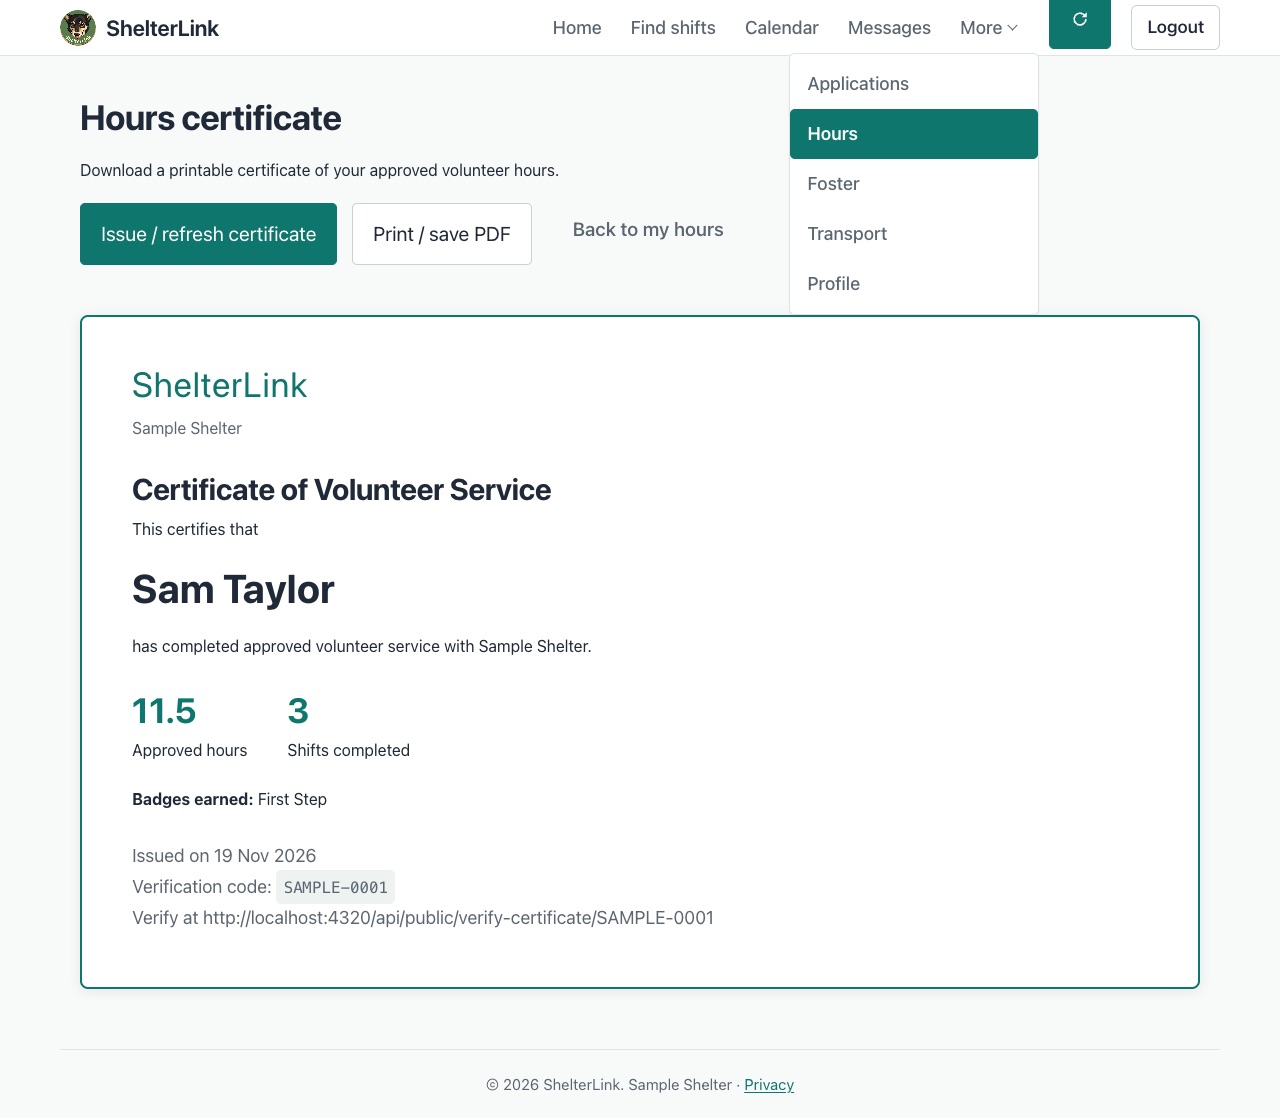 ShelterLink
Home
Find shifts
Calendar
Messages
More
Logout
Applications
Hours
Foster
Transport
Profile
Hours certificate
Download a printable certificate of your approved volunteer hours.
Issue / refresh certificate
Print / save PDF
Back to my hours
ShelterLink
Sample Shelter
Certificate of Volunteer Service
This certifies that
Sam Taylor
has completed approved volunteer service with Sample Shelter.
11.5
Approved hours
3
Shifts completed
Badges earned: First Step
Issued on 19 Nov 2026
Verification code: SAMPLE-0001
Verify at http://localhost:4320/api/public/verify-certificate/SAMPLE-0001
© 2026 ShelterLink. Sample Shelter · Privacy